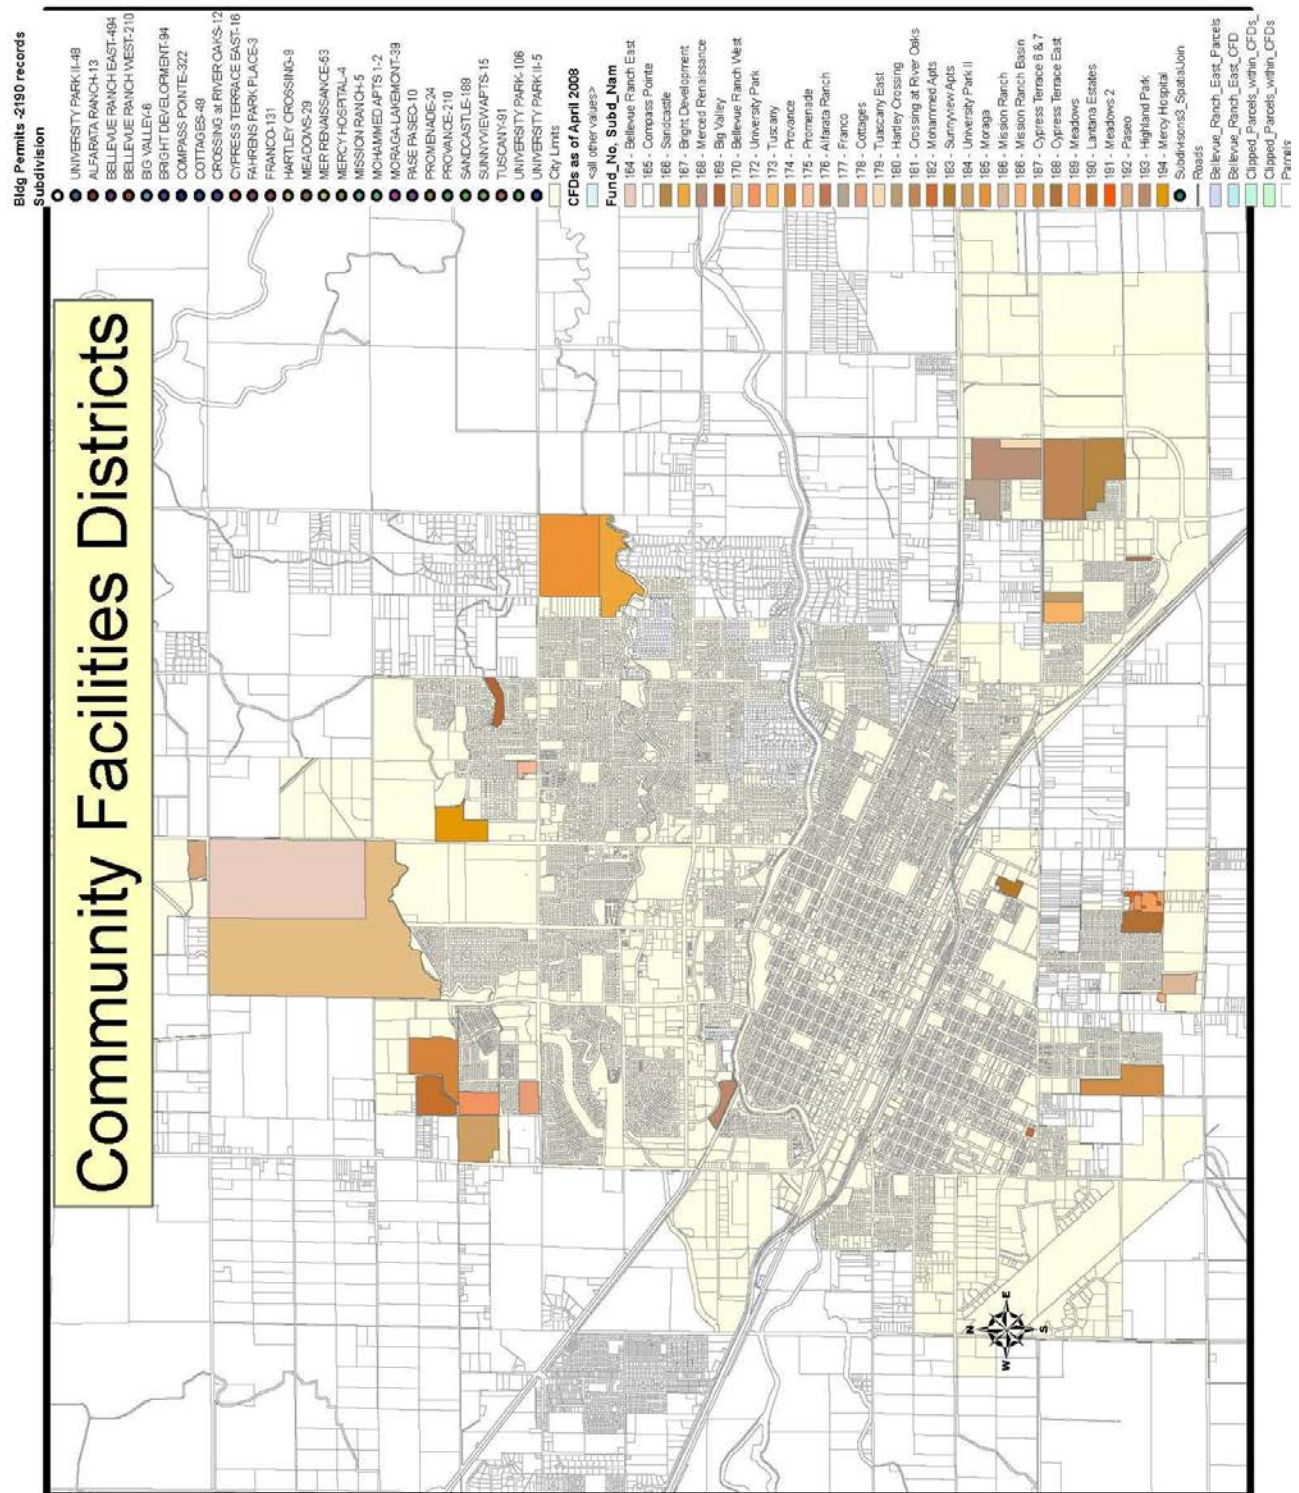 Community Facilities Districts
Bldg Permits -2190 records
Subdivision
UNIVERSITY PARK II-48
ALFARATA RANCH-13
BELLEVUE RANCH EAST-494
BELLEVUE RANCH WEST-210
BIG VALLEY-6
BRIGHT DEVELOPMENT-94
COMPASS POINTE-322
COTTAGES-49
CROSSING at RIVER OAKS-12
CYPRESS TERRACE EAST-16
FAHRENS PARK PLACE-3
FRANCO-131
HARTLEY CROSSING-9
MEADOWS-29
MER RENAISSANCE-53
MERCY HOSPITAL-4
MISSION RANCH-5
MOHAMMED APTS 1-2
MORAGA-LAKEMONT-39
PASEO-10
PROMENADE-24
PROVANCE-210
SANDCASTLE-189
SUNNYVIEW APTS-15
TUSCANY-91
UNIVERSITY PARK-106
UNIVERSITY PARK II-5
City Limits
CFDs as of April 2008
<all other values>
Fund_No, Subd_Nam
164 - Bellevue Ranch East
165 - Compass Pointe
166 - Sandcastle
167 - Bright Development
168 - Merced Renaissance
169 - Big Valley
170 - Bellevue Ranch West
172 - University Park
173 - Tuscany
174 - Provance
175 - Promenade
176 - Alfarata Ranch
177 - Franco
178 - Cottages
179 - Tuascany East
180 - Hartley Crossing
181 - Crossing at River Oaks
182 - Mohammed Apts
183 - Sunnyview Apts
184 - University Park II
185 - Moraga
186 - Mission Ranch
186 - Mission Ranch Basin
187 - Cypress Terrace 6 & 7
188 - Cypress Terrace East
189 - Meadows
190 - Lantana Estates
191 - Meadows 2
192 - Paseo
193 - Highland Park
194 - Mercy Hospital
Subdivisions3_SpatialJoin
Roads
Bellevue_Ranch_East_Parcels
Bellevue_Ranch_East_CFD
Clipped_Parcels_within_CFDs_
Clipped_Parcels_within_CFDs
Parcels
N
W
E
S